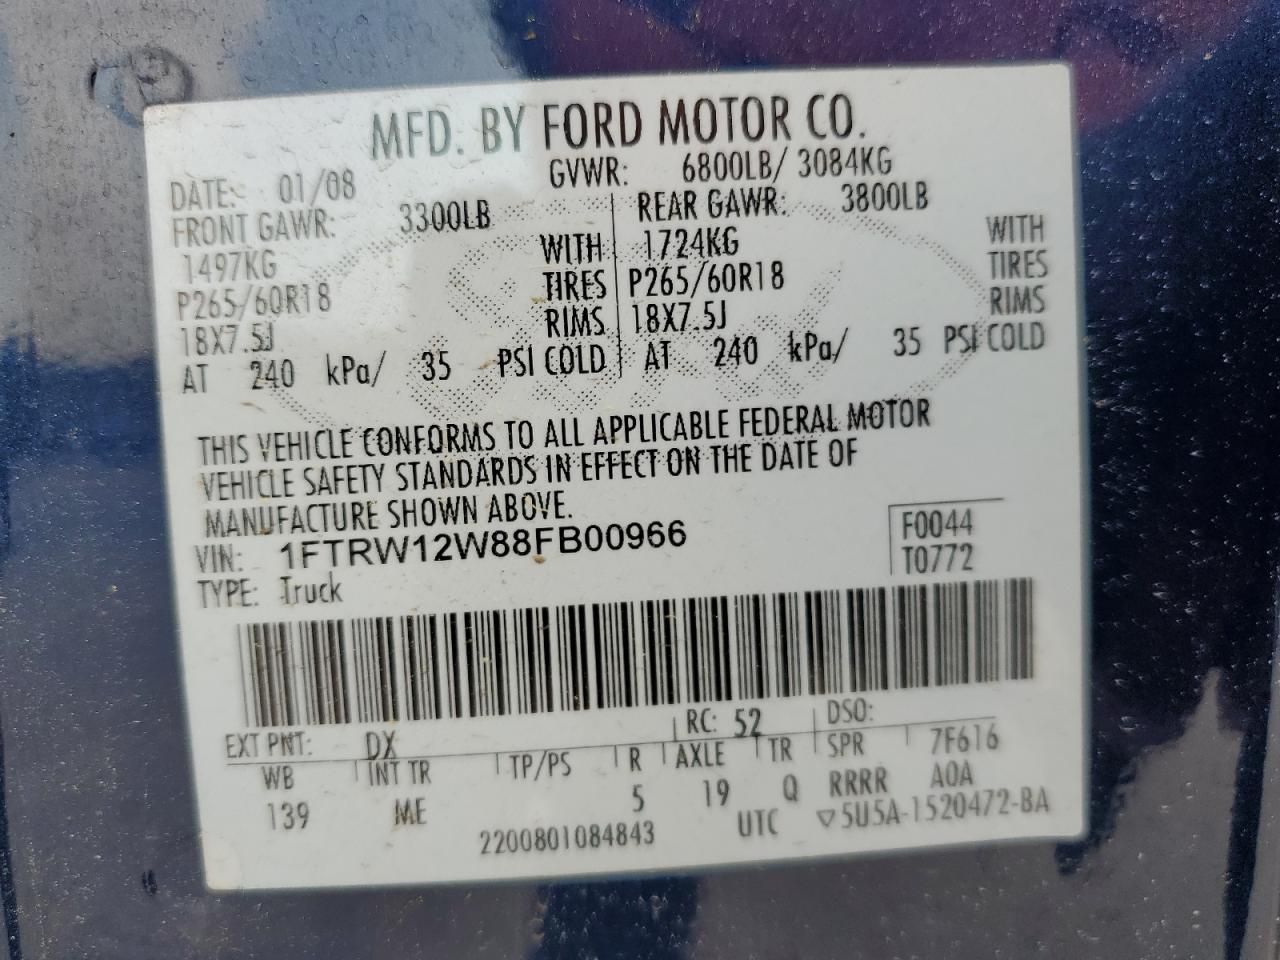 MFD. BY FORD MOTOR CO.
DATE: 01/08 GVWR: 6800LB/ 3084KG
FRONT GAWR: 3300LB REAR GAWR: 3800LB
1497KG WITH 1724KG WITH
P265/60R18 TIRES P265/60R18 TIRES
18X7.5J RIMS 18X7.5J RIMS
AT 240 kPa/ 35 PSI COLD AT 240 kPa/ 35 PSI COLD
THIS VEHICLE CONFORMS TO ALL APPLICABLE FEDERAL MOTOR
VEHICLE SAFETY STANDARDS IN EFFECT ON THE DATE OF
MANUFACTURE SHOWN ABOVE.
VIN: 1FTRW12W88FB00966 F0044
TYPE: Truck T0772
EXT PNT: DX RC: 52 DSO:
WB INT TR TP/PS R AXLE TR SPR 7F616
139 ME 5 19 Q RRRR AOA
2200801084843 UTC ▽5U5A-1520472-BA